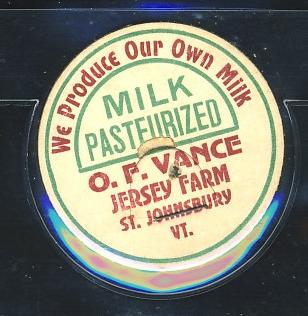 We Produce Our Own Milk
MILK
PASTEURIZED
O. F. VANCE
JERSEY FARM
ST. JOHNSBURY
VT.